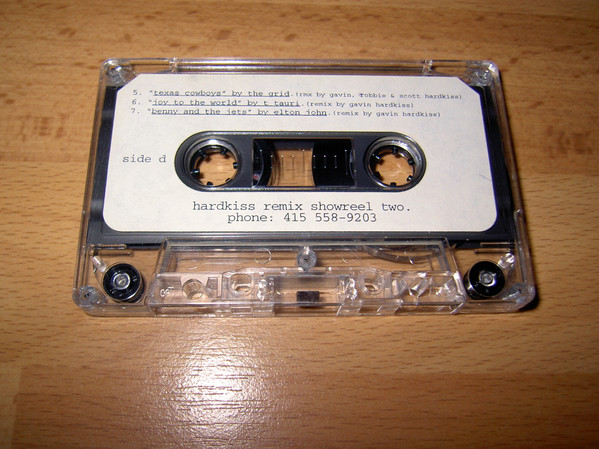 5. "texas cowboys" by the grid.(rmx by gavin, robbie & scott hardkiss)
6. "joy to the world" by t tauri.(remix by gavin hardkiss)
7. "benny and the jets" by elton john.(remix by gavin hardkiss)
side d
hardkiss remix showreel two.
phone: 415 558-9203